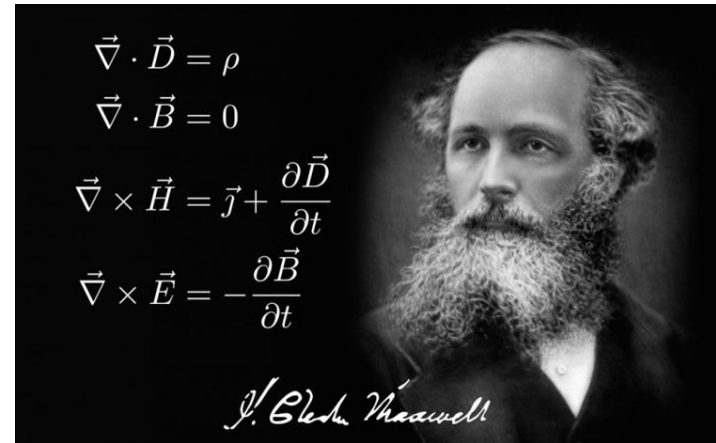 ∇⃗ · D⃗ = ρ
∇⃗ · B⃗ = 0
∇⃗ × H⃗ = ȷ⃗ + ∂D⃗/∂t
∇⃗ × E⃗ = −∂B⃗/∂t
J. Clerk Maxwell